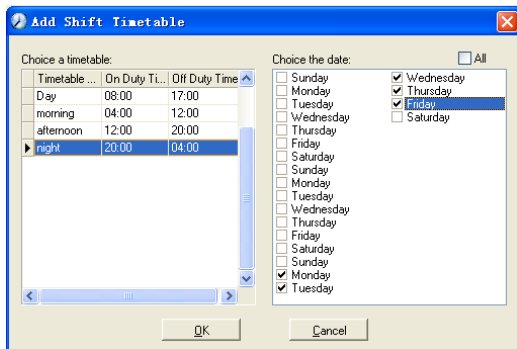 Add Shift Timetable
Choice a timetable:
Timetable ... On Duty Ti... Off Duty Time
Day 08:00 17:00
morning 04:00 12:00
afternoon 12:00 20:00
night 20:00 04:00
Choice the date:
All
Sunday
Monday
Tuesday
Wednesday
Thursday
Friday
Saturday
Sunday
Monday
Tuesday
Wednesday
Thursday
Friday
Saturday
Sunday
Monday
Tuesday
Wednesday
Thursday
Friday
Saturday
OK
Cancel